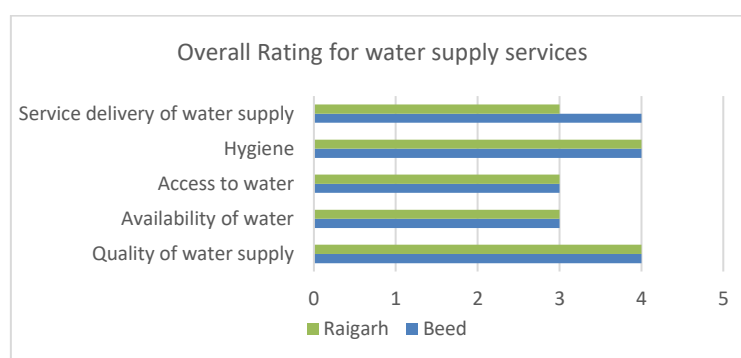 Overall Rating for water supply services
Service delivery of water supply
Hygiene
Access to water
Availability of water
Quality of water supply
0 1 2 3 4 5
Raigarh Beed